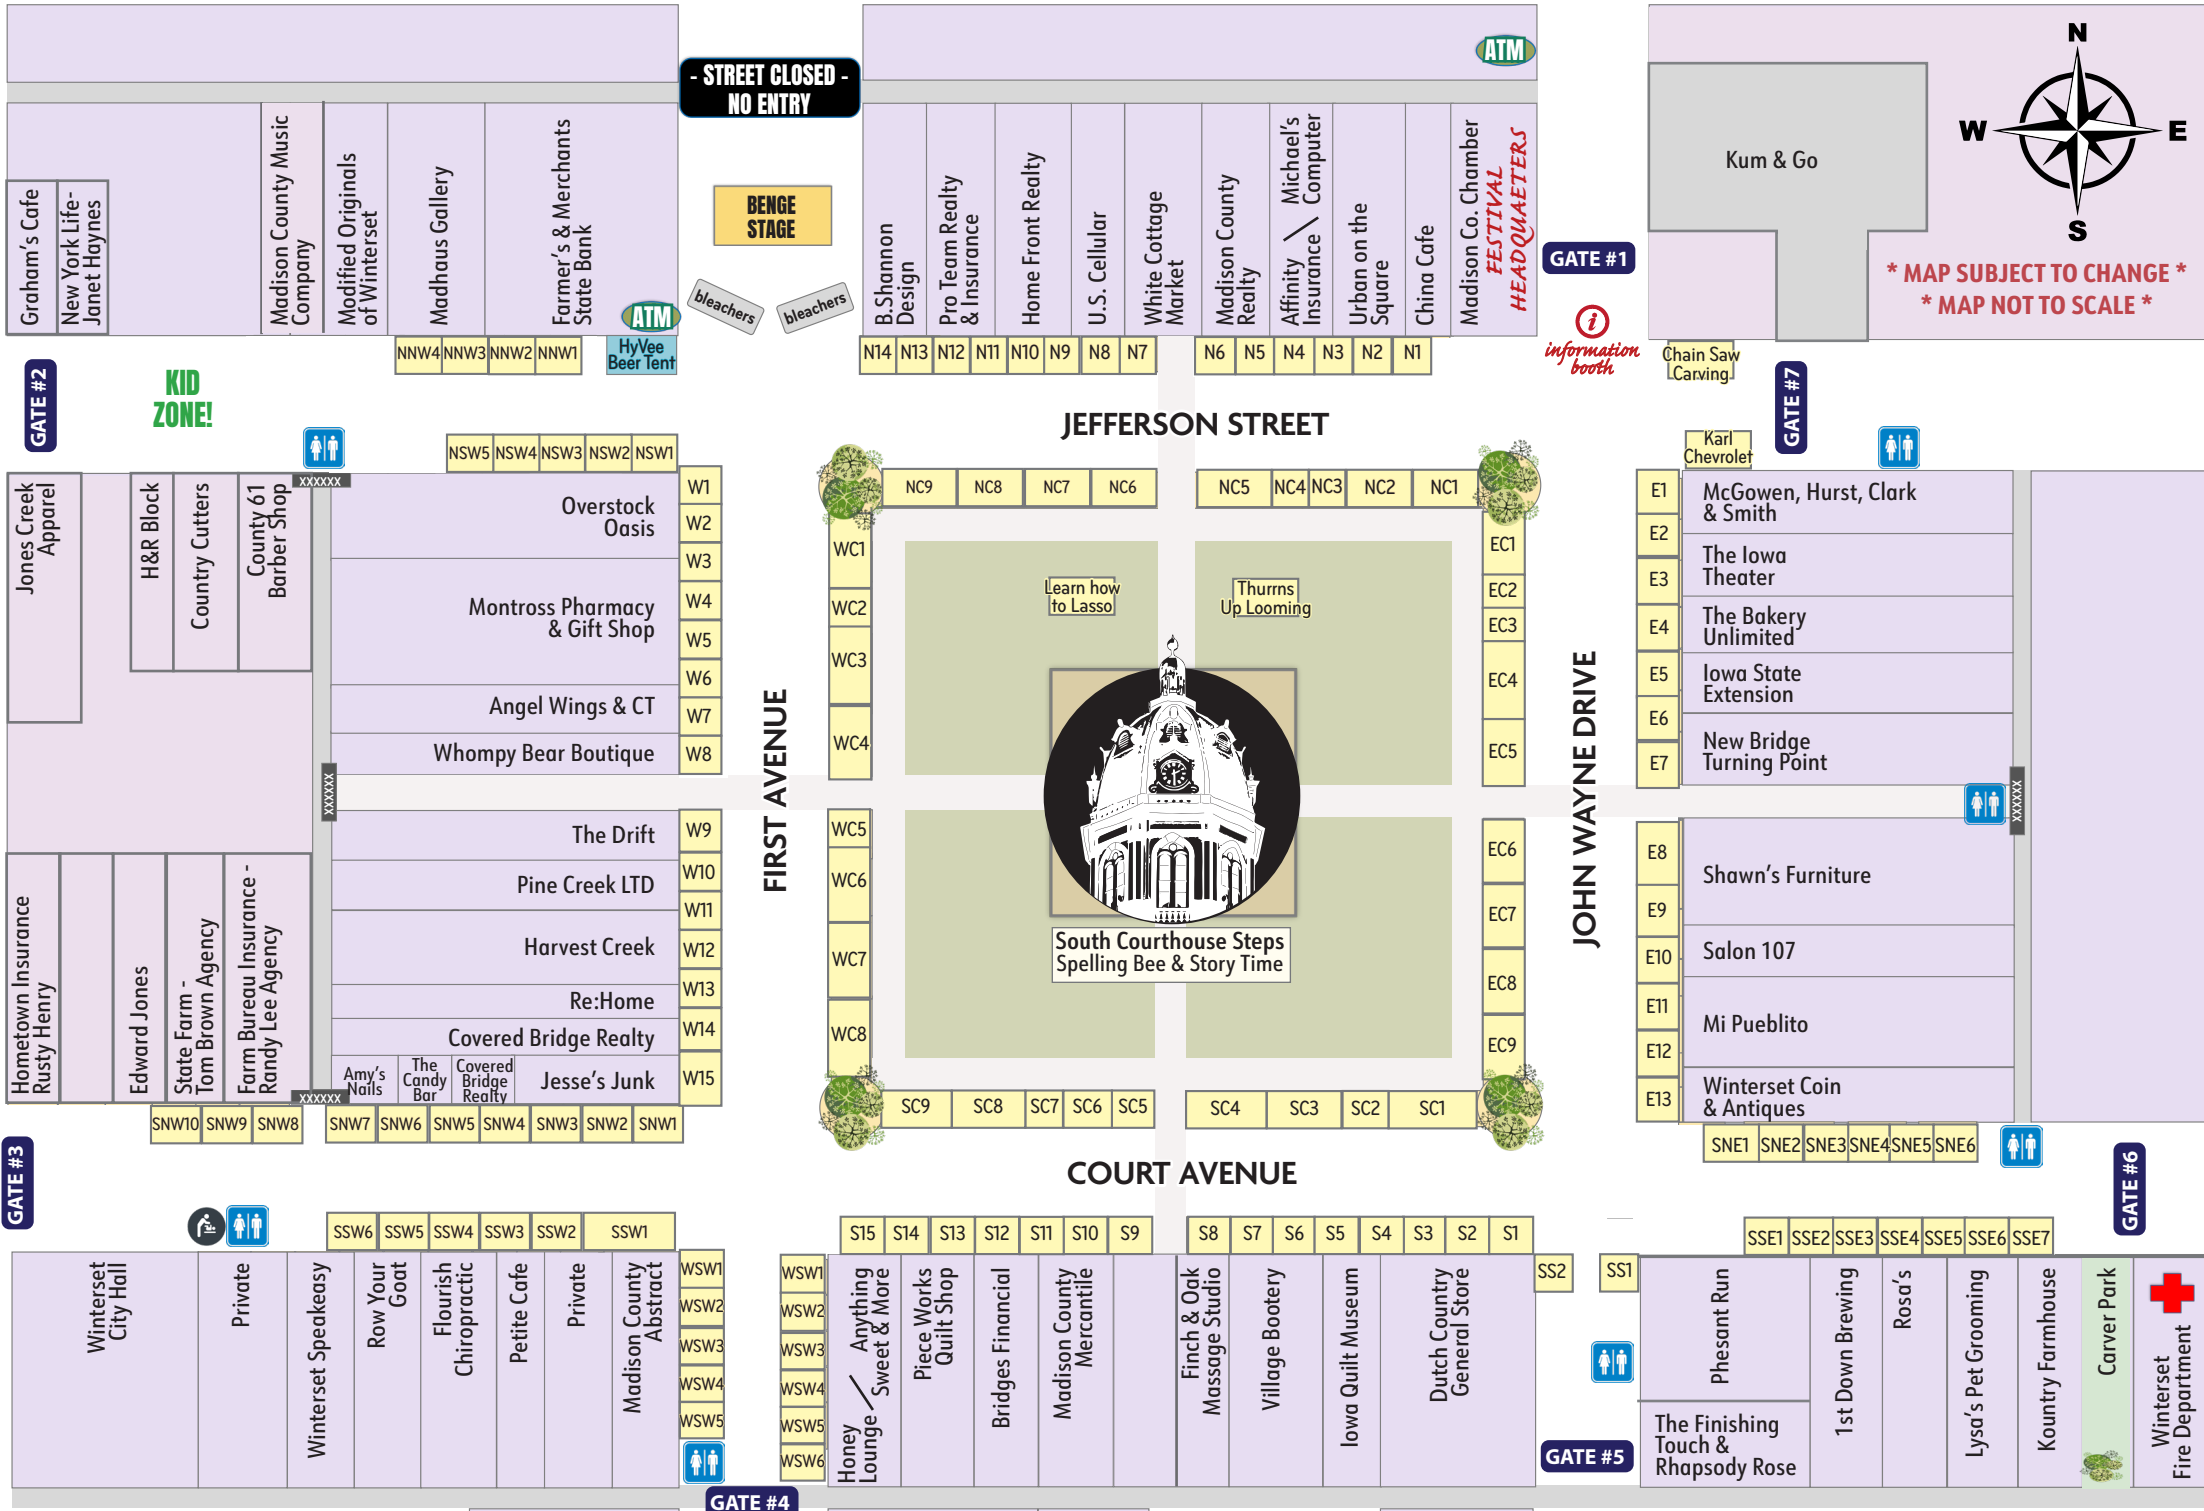 - STREET CLOSED -
NO ENTRY
ATM
N
W
E
S
Kum & Go
* MAP SUBJECT TO CHANGE *
* MAP NOT TO SCALE *
Graham's Cafe
New York Life-
Janet Haynes
Madison County Music
Company
Modified Originals
of Winterset
Madhaus Gallery
Farmer's & Merchants
State Bank
ATM
HyVee
Beer Tent
BENGE
STAGE
bleachers
bleachers
B.Shannon
Design
Pro Team Realty
& Insurance
Home Front Realty
U.S. Cellular
White Cottage
Market
Madison County
Realty
Affinity / Michael's
Insurance / Computer
Urban on the
Square
China Cafe
Madison Co. Chamber
FESTIVAL
HEADQUAETERS
GATE #1
i
information
booth
Chain Saw
Carving
GATE #7
NNW4 NNW3 NNW2 NNW1
N14 N13 N12 N11 N10 N9 N8 N7
N6 N5 N4 N3 N2 N1
GATE #2
KID
ZONE!
JEFFERSON STREET
Karl
Chevrolet
NSW5 NSW4 NSW3 NSW2 NSW1
XXXXXX
NC9 NC8 NC7 NC6
NC5 NC4 NC3 NC2 NC1
Jones Creek
Apparel
H&R Block
Country Cutters
County 61
Barber Shop
Overstock
Oasis
Montross Pharmacy
& Gift Shop
Angel Wings & CT
Whompy Bear Boutique
W1
W2
W3
W4
W5
W6
W7
W8
XXXXXX
FIRST AVENUE
WC1
WC2
WC3
WC4
Learn how
to Lasso
Thurrns
Up Looming
EC1
EC2
EC3
EC4
EC5
JOHN WAYNE DRIVE
E1
E2
E3
E4
E5
E6
E7
McGowen, Hurst, Clark
& Smith
The Iowa
Theater
The Bakery
Unlimited
Iowa State
Extension
New Bridge
Turning Point
XXXXXX
Hometown Insurance
Rusty Henry
Edward Jones
State Farm -
Tom Brown Agency
Farm Bureau Insurance -
Randy Lee Agency
The Drift
Pine Creek LTD
Harvest Creek
Re:Home
Covered Bridge Realty
Amy's
Nails
The
Candy
Bar
Covered
Bridge
Realty
Jesse's Junk
W9
W10
W11
W12
W13
W14
W15
XXXXXX
WC5
WC6
WC7
WC8
South Courthouse Steps
Spelling Bee & Story Time
EC6
EC7
EC8
EC9
E8
E9
E10
E11
E12
E13
Shawn's Furniture
Salon 107
Mi Pueblito
Winterset Coin
& Antiques
SNW10 SNW9 SNW8
SNW7 SNW6 SNW5 SNW4 SNW3 SNW2 SNW1
SC9 SC8 SC7 SC6 SC5
SC4 SC3 SC2 SC1
SNE1 SNE2 SNE3 SNE4 SNE5 SNE6
GATE #3
COURT AVENUE
GATE #6
SSW6 SSW5 SSW4 SSW3 SSW2 SSW1
S15 S14 S13 S12 S11 S10 S9
S8 S7 S6 S5 S4 S3 S2 S1
SSE1 SSE2 SSE3 SSE4 SSE5 SSE6 SSE7
Winterset
City Hall
Private
Winterset Speakeasy
Row Your
Goat
Flourish
Chiropractic
Petite Cafe
Private
Madison County
Abstract
WSW1
WSW2
WSW3
WSW4
WSW5
GATE #4
WSW1
WSW2
WSW3
WSW4
WSW5
WSW6
Honey / Anything
Lounge / Sweet & More
Piece Works
Quilt Shop
Bridges Financial
Madison County
Mercantile
Finch & Oak
Massage Studio
Village Bootery
Iowa Quilt Museum
Dutch Country
General Store
SS2
SS1
GATE #5
Phesant Run
The Finishing
Touch &
Rhapsody Rose
1st Down Brewing
Rosa's
Lysa's Pet Grooming
Kountry Farmhouse
Carver Park
Winterset
Fire Department